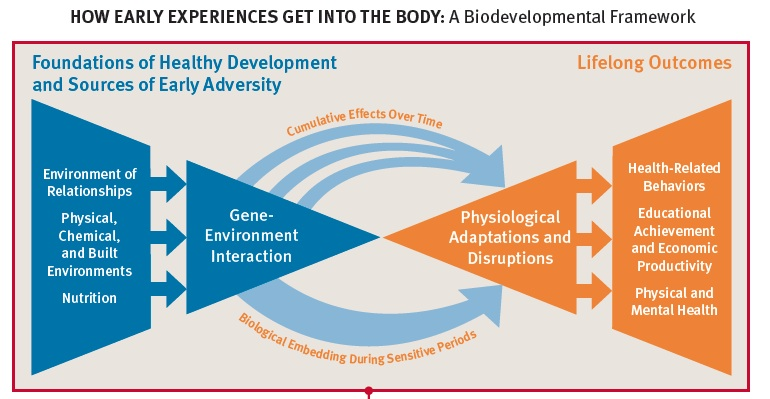 HOW EARLY EXPERIENCES GET INTO THE BODY: A Biodevelopmental Framework
Foundations of Healthy Development
and Sources of Early Adversity
Lifelong Outcomes
Cumulative Effects Over Time
Environment of
Relationships
Physical,
Chemical,
and Built
Environments
Nutrition
Gene-
Environment
Interaction
Physiological
Adaptations and
Disruptions
Health-Related
Behaviors
Educational
Achievement
and Economic
Productivity
Physical and
Mental Health
Biological Embedding During Sensitive Periods